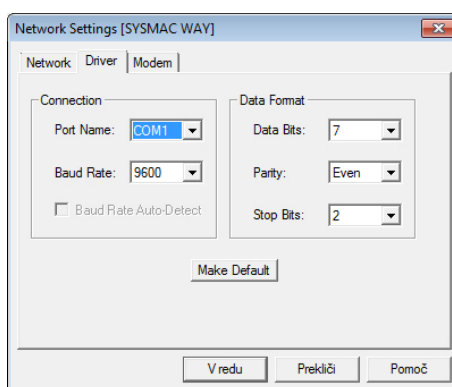 Network Settings [SYSMAC WAY]
Network Driver Modem
Connection
Port Name: COM1
Baud Rate: 9600
Baud Rate Auto-Detect
Data Format
Data Bits: 7
Parity: Even
Stop Bits: 2
Make Default
V redu Prekliči Pomoč